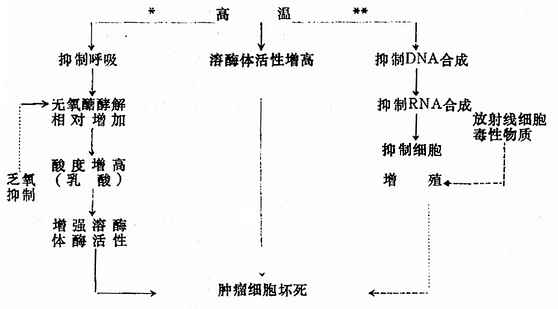 * 高 温 **
抑制呼吸 溶酶体活性增高 抑制DNA合成
无氧醣酵解
相对增加
抑制RNA合成
放射线细胞
毒性物质
抑制细胞
增 殖
酸度增高
(乳 酸)
乏氧
抑制
增强溶酶
体酶活性
肿瘤细胞坏死